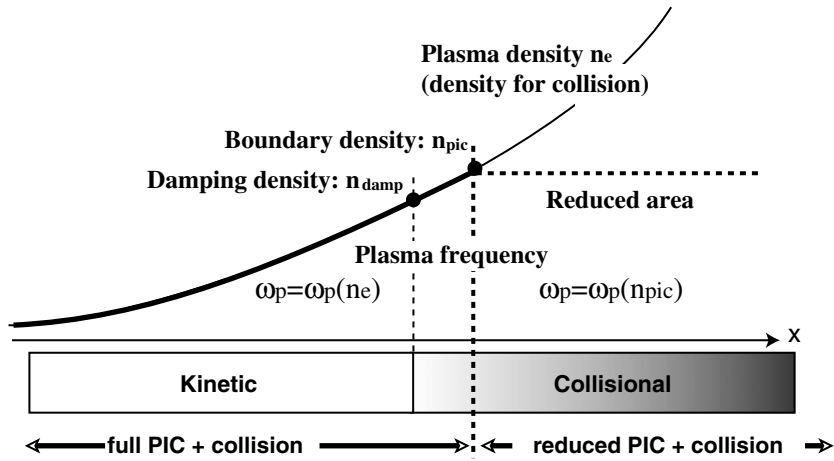 Plasma density ne
(density for collision)
Boundary density: npic
Damping density: ndamp
Reduced area
Plasma frequency
ωp=ωp(ne)
ωp=ωp(npic)
x
Kinetic
Collisional
full PIC + collision
reduced PIC + collision